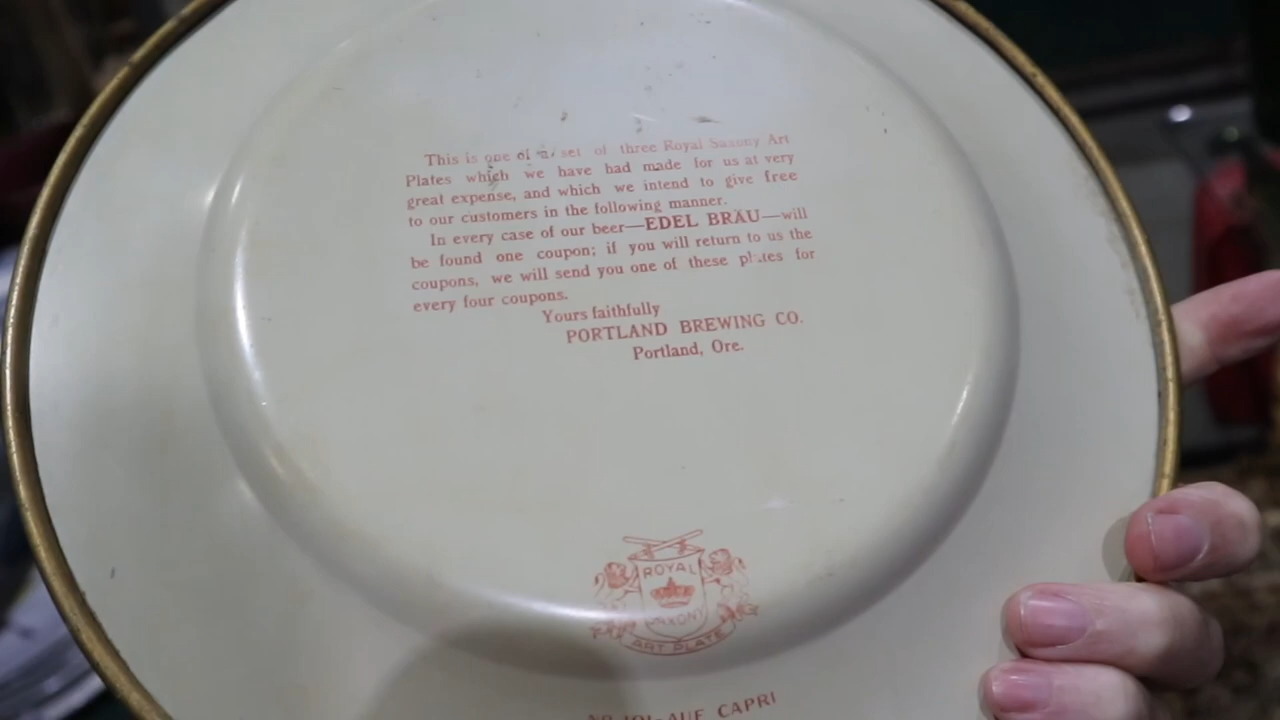 This is one of a set of three Royal Saxony Art
Plates which we have had made for us at very
great expense, and which we intend to give free
to our customers in the following manner.
In every case of our beer—EDEL BRÄU—will
be found one coupon; if you will return to us the
coupons, we will send you one of these plates for
every four coupons.
Yours faithfully
PORTLAND BREWING CO.
Portland, Ore.
ROYAL
SAXONY
ART PLATE
AUF CAPRI